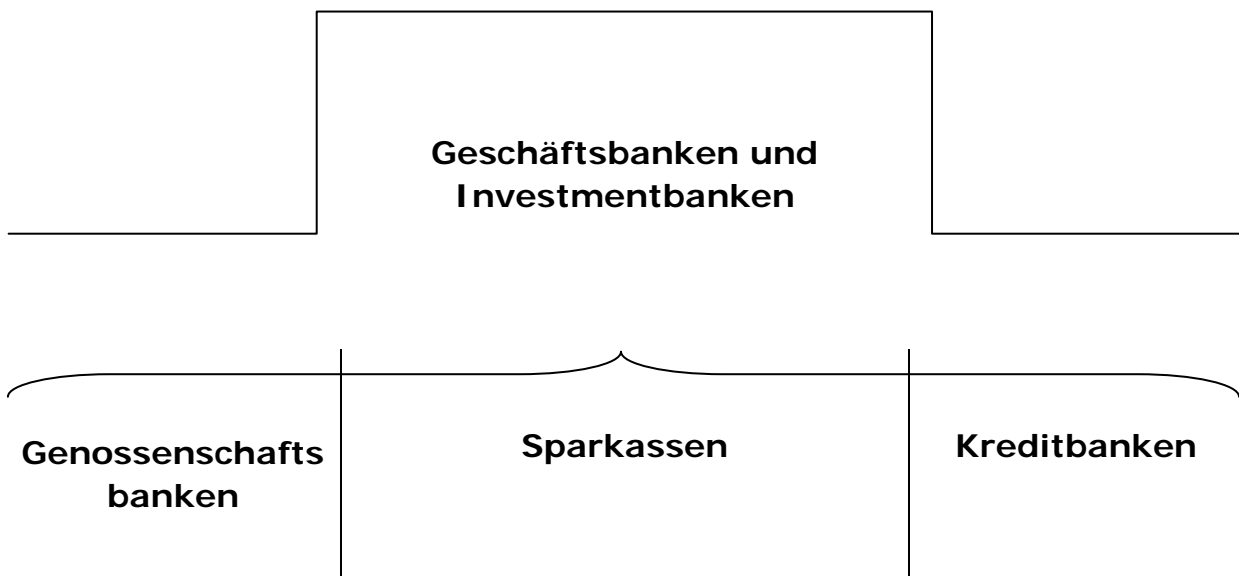 Geschäftsbanken und
Investmentbanken
Genossenschafts
banken
Sparkassen
Kreditbanken